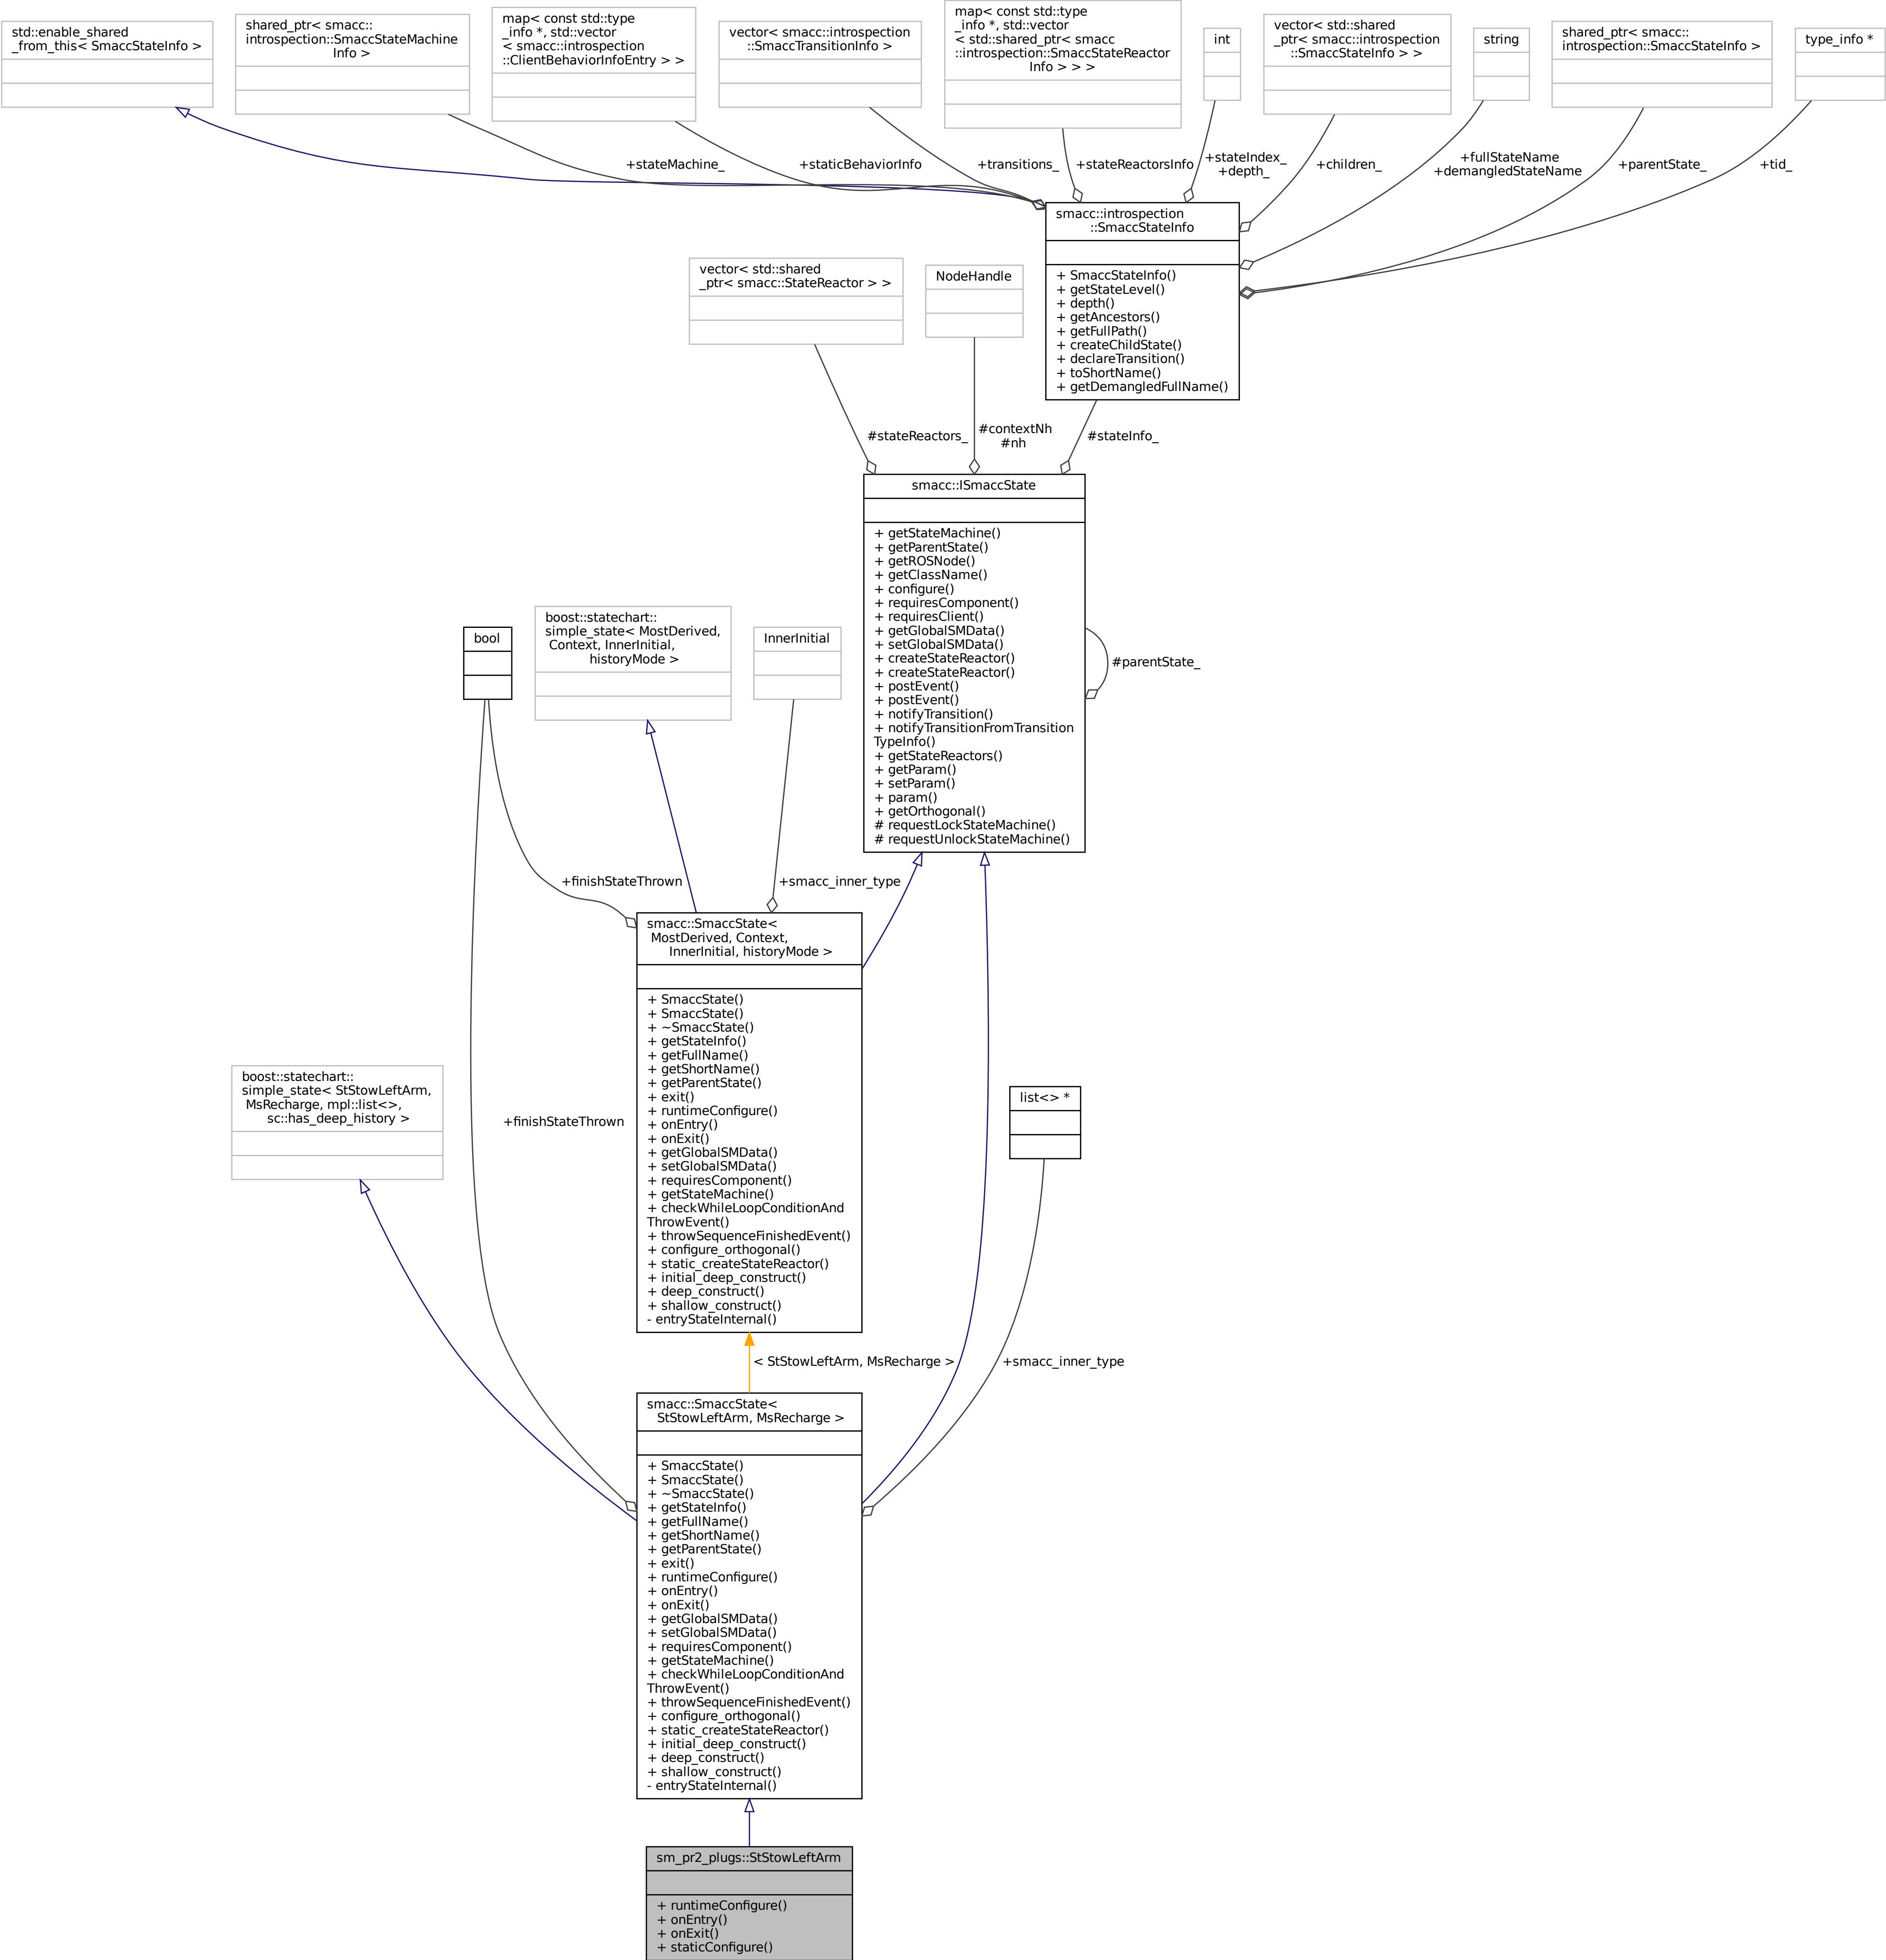 std::enable_shared
_from_this< SmaccStateInfo >
shared_ptr< smacc::
introspection::SmaccStateMachine
Info >
map< const std::type
_info *, std::vector
< smacc::introspection
::ClientBehaviorInfoEntry > >
vector< smacc::introspection
::SmaccTransitionInfo >
map< const std::type
_info *, std::vector
< std::shared_ptr< smacc
::introspection::SmaccStateReactor
Info > > >
int
vector< std::shared
_ptr< smacc::introspection
::SmaccStateInfo > >
string
shared_ptr< smacc::
introspection::SmaccStateInfo >
type_info *
+stateMachine_
+staticBehaviorInfo
+transitions_
+stateReactorsInfo
+stateIndex_
+depth_
+children_
+fullStateName
+demangledStateName
+parentState_
+tid_
smacc::introspection
::SmaccStateInfo
+ SmaccStateInfo()
+ getStateLevel()
+ depth()
+ getAncestors()
+ getFullPath()
+ createChildState()
+ declareTransition()
+ toShortName()
+ getDemangledFullName()
vector< std::shared
_ptr< smacc::StateReactor > >
NodeHandle
#stateReactors_
#contextNh
#nh
#stateInfo_
smacc::ISmaccState
+ getStateMachine()
+ getParentState()
+ getROSNode()
+ getClassName()
+ configure()
+ requiresComponent()
+ requiresClient()
+ getGlobalSMData()
+ setGlobalSMData()
+ createStateReactor()
+ createStateReactor()
+ postEvent()
+ postEvent()
+ notifyTransition()
+ notifyTransitionFromTransition
TypeInfo()
+ getStateReactors()
+ getParam()
+ setParam()
+ param()
+ getOrthogonal()
# requestLockStateMachine()
# requestUnlockStateMachine()
#parentState_
bool
boost::statechart::
simple_state< MostDerived,
Context, InnerInitial,
historyMode >
InnerInitial
+finishStateThrown
+smacc_inner_type
smacc::SmaccState<
MostDerived, Context,
InnerInitial, historyMode >
+ SmaccState()
+ SmaccState()
+ ~SmaccState()
+ getStateInfo()
+ getFullName()
+ getShortName()
+ getParentState()
+ exit()
+ runtimeConfigure()
+ onEntry()
+ onExit()
+ getGlobalSMData()
+ setGlobalSMData()
+ requiresComponent()
+ getStateMachine()
+ checkWhileLoopConditionAnd
ThrowEvent()
+ throwSequenceFinishedEvent()
+ configure_orthogonal()
+ static_createStateReactor()
+ initial_deep_construct()
+ deep_construct()
+ shallow_construct()
- entryStateInternal()
boost::statechart::
simple_state< StStowLeftArm,
MsRecharge, mpl::list<>,
sc::has_deep_history >
+finishStateThrown
list<> *
< StStowLeftArm, MsRecharge >
+smacc_inner_type
smacc::SmaccState<
StStowLeftArm, MsRecharge >
+ SmaccState()
+ SmaccState()
+ ~SmaccState()
+ getStateInfo()
+ getFullName()
+ getShortName()
+ getParentState()
+ exit()
+ runtimeConfigure()
+ onEntry()
+ onExit()
+ getGlobalSMData()
+ setGlobalSMData()
+ requiresComponent()
+ getStateMachine()
+ checkWhileLoopConditionAnd
ThrowEvent()
+ throwSequenceFinishedEvent()
+ configure_orthogonal()
+ static_createStateReactor()
+ initial_deep_construct()
+ deep_construct()
+ shallow_construct()
- entryStateInternal()
sm_pr2_plugs::StStowLeftArm
+ runtimeConfigure()
+ onEntry()
+ onExit()
+ staticConfigure()